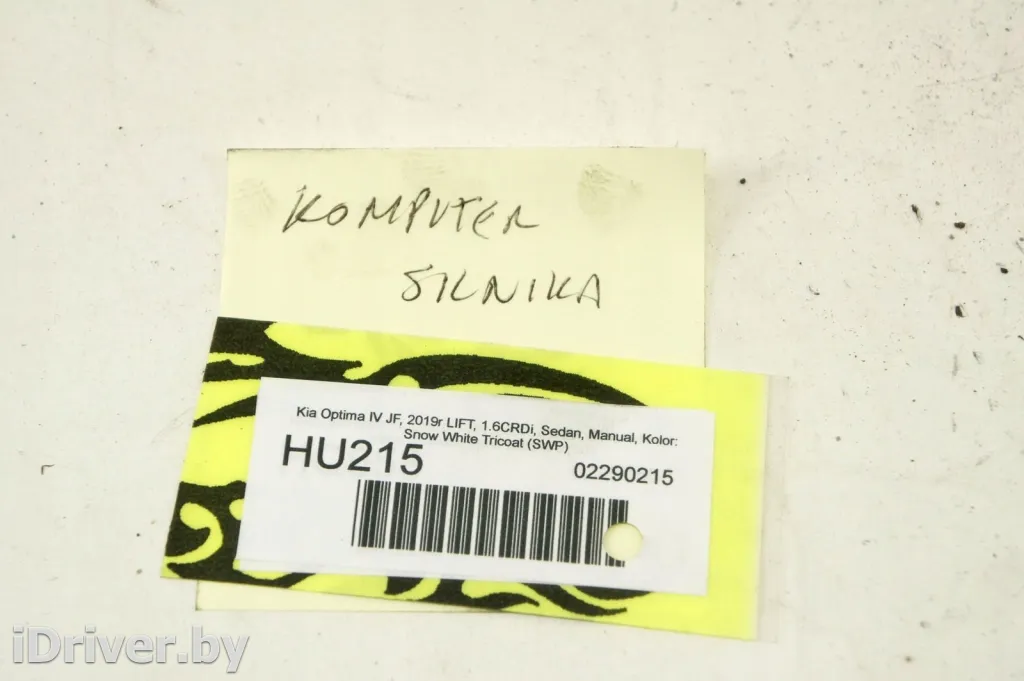 KOMPUTER
SILNIKA
Kia Optima IV JF, 2019r LIFT, 1.6CRDi, Sedan, Manual, Kolor:
Snow White Tricoat (SWP)
HU215
02290215
iDriver.by